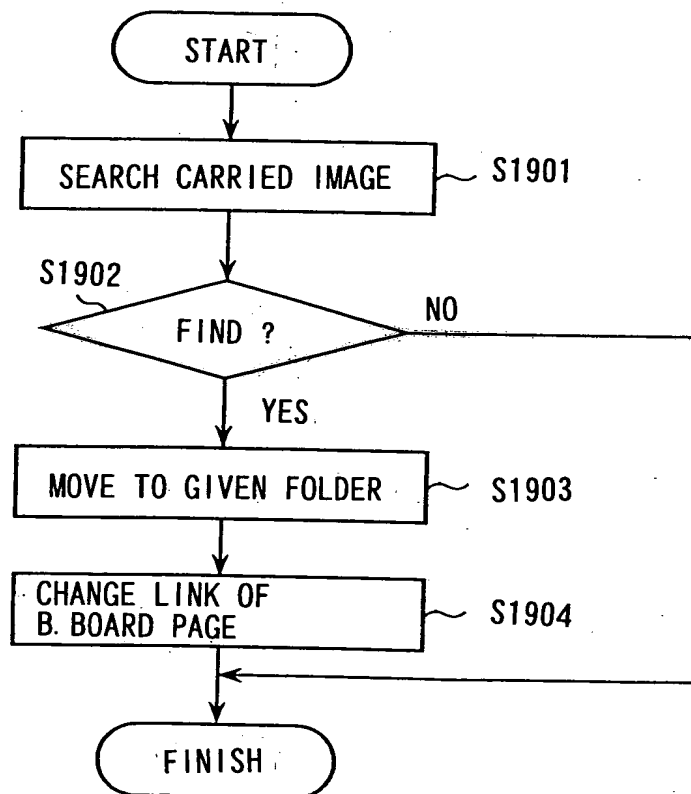 START
SEARCH CARRIED IMAGE
S1901
S1902
FIND ?
NO
YES
MOVE TO GIVEN FOLDER
S1903
CHANGE LINK OF
B. BOARD PAGE
S1904
FINISH